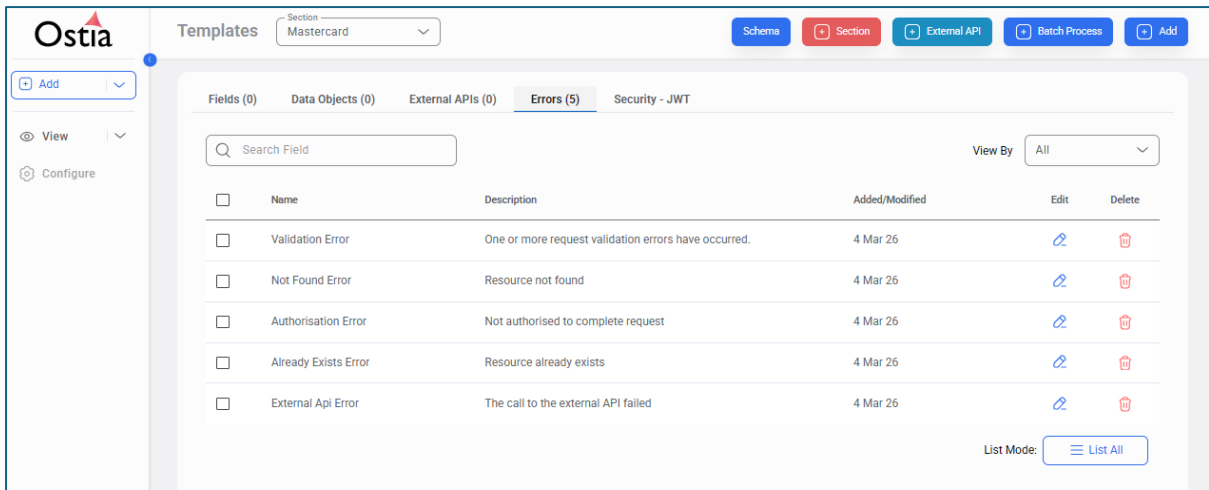 Ostia
Templates
Section
Mastercard
Schema
Section
External API
Batch Process
Add
Add
View
Configure
Fields (0) Data Objects (0) External APIs (0) Errors (5) Security - JWT
Search Field
View By All
Name Description Added/Modified Edit Delete
Validation Error One or more request validation errors have occurred. 4 Mar 26
Not Found Error Resource not found 4 Mar 26
Authorisation Error Not authorised to complete request 4 Mar 26
Already Exists Error Resource already exists 4 Mar 26
External Api Error The call to the external API failed 4 Mar 26
List Mode: List All